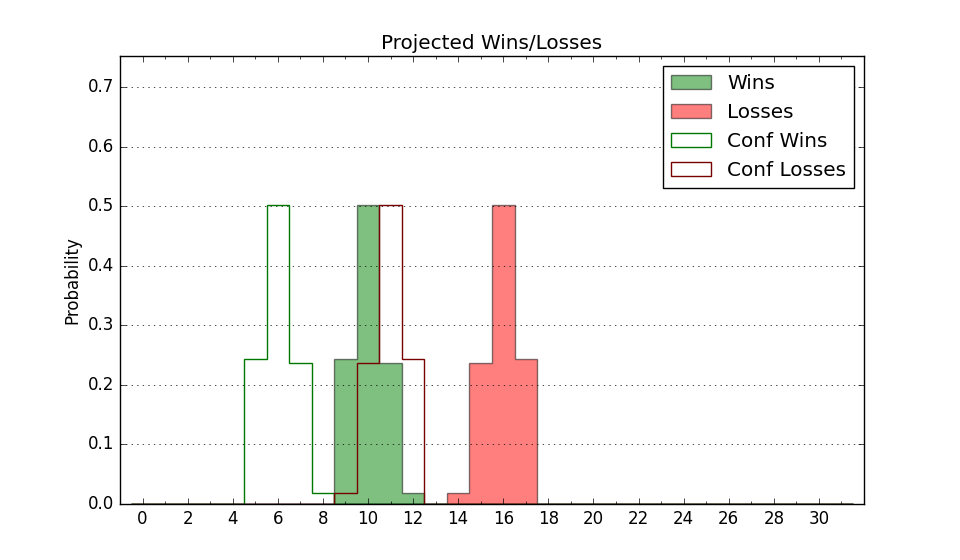 Projected Wins/Losses
Probability
0.7
0.6
0.5
0.4
0.3
0.2
0.1
0.0
0 2 4 6 8 10 12 14 16 18 20 22 24 26 28 30
Wins
Losses
Conf Wins
Conf Losses